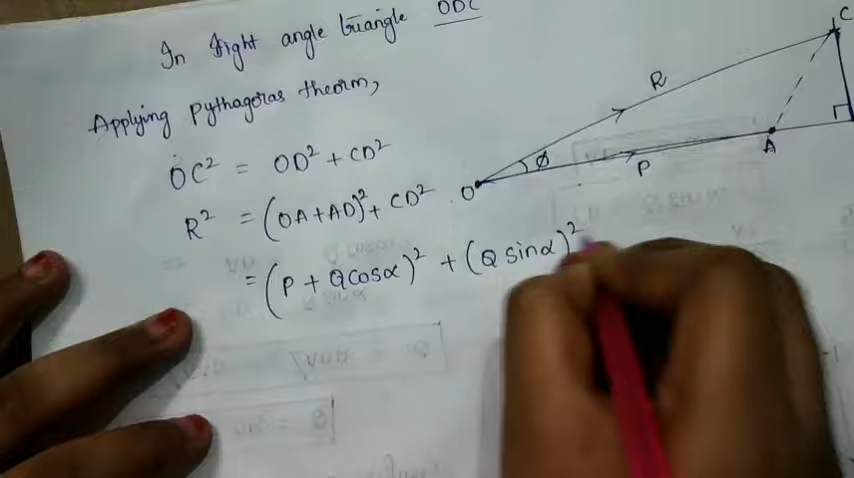 In right angle triangle ODC
Applying pythagoras theorm,
OC² = OD² + CD²
R² = (OA+AD)² + CD²
= (P + Qcosα)² + (Q sinα)²
C
R
ø
O
P
A